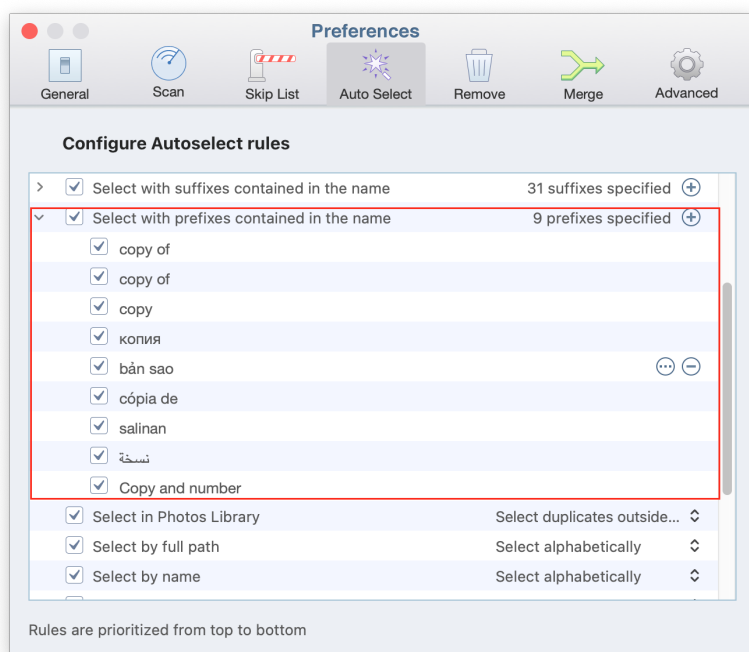 Preferences
General Scan Skip List Auto Select Remove Merge Advanced
Configure Autoselect rules
Select with suffixes contained in the name 31 suffixes specified
Select with prefixes contained in the name 9 prefixes specified
copy of
copy of
copy
копия
bản sao
cópia de
salinan
نسخة
Copy and number
Select in Photos Library Select duplicates outside...
Select by full path Select alphabetically
Select by name Select alphabetically
Rules are prioritized from top to bottom